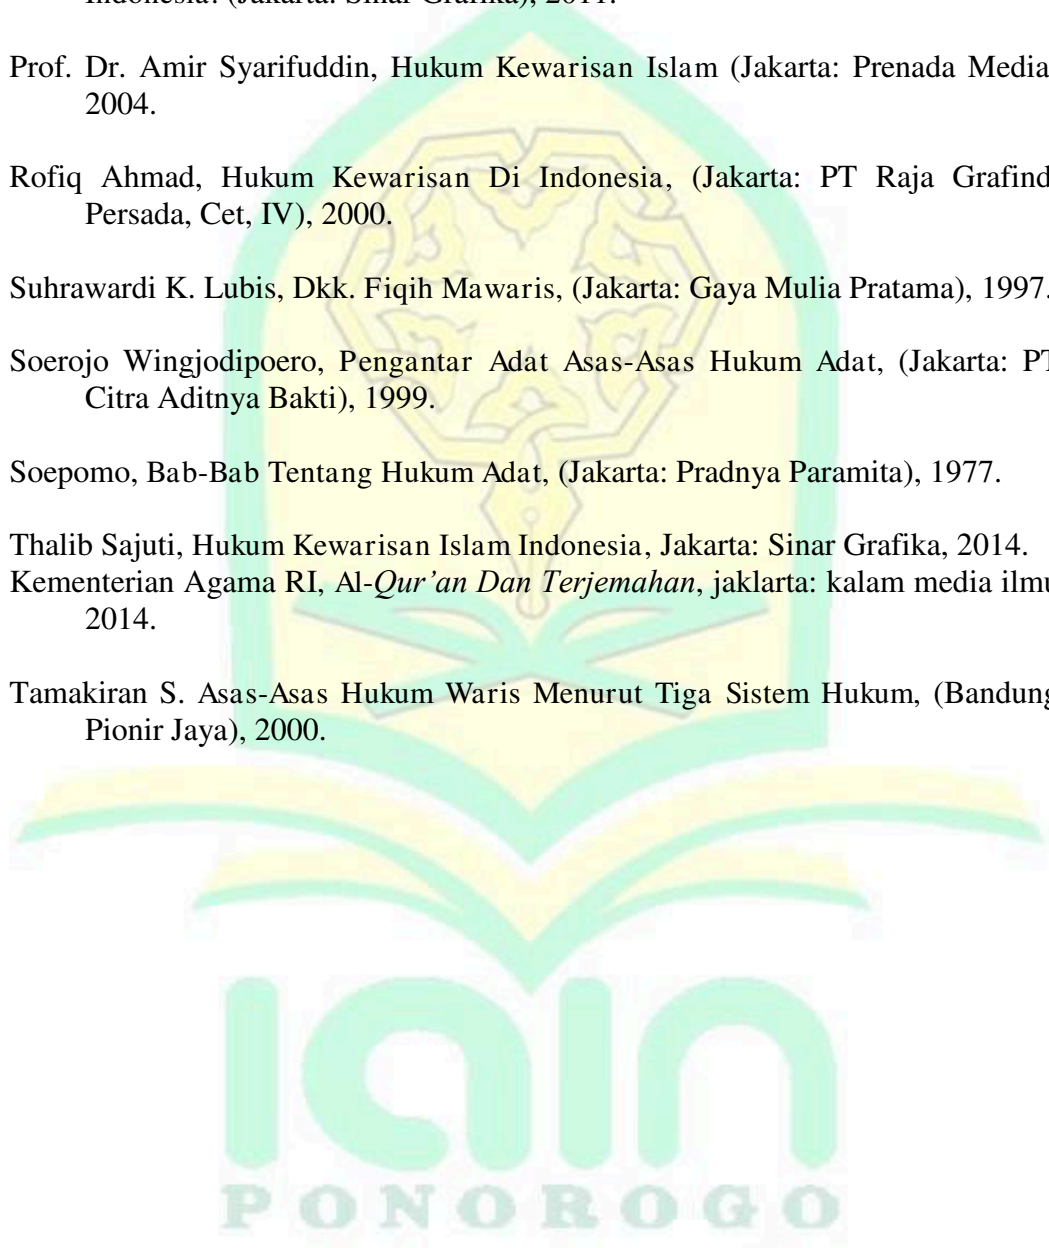 Indonesia. (Jakarta: Sinar Grafika), 2011.
Prof. Dr. Amir Syarifuddin, Hukum Kewarisan Islam (Jakarta: Prenada Media
2004.
Rofiq Ahmad, Hukum Kewarisan Di Indonesia, (Jakarta: PT Raja Grafind
Persada, Cet, IV), 2000.
Suhrawardi K. Lubis, Dkk. Fiqih Mawaris, (Jakarta: Gaya Mulia Pratama), 1997.
Soerojo Wingjodipoero, Pengantar Adat Asas-Asas Hukum Adat, (Jakarta: PT
Citra Aditnya Bakti), 1999.
Soepomo, Bab-Bab Tentang Hukum Adat, (Jakarta: Pradnya Paramita), 1977.
Thalib Sajuti, Hukum Kewarisan Islam Indonesia, Jakarta: Sinar Grafika, 2014.
Kementerian Agama RI, Al-Qur’an Dan Terjemahan, jaklarta: kalam media ilmu
2014.
Tamakiran S. Asas-Asas Hukum Waris Menurut Tiga Sistem Hukum, (Bandung
Pionir Jaya), 2000.
iain
PONOROGO